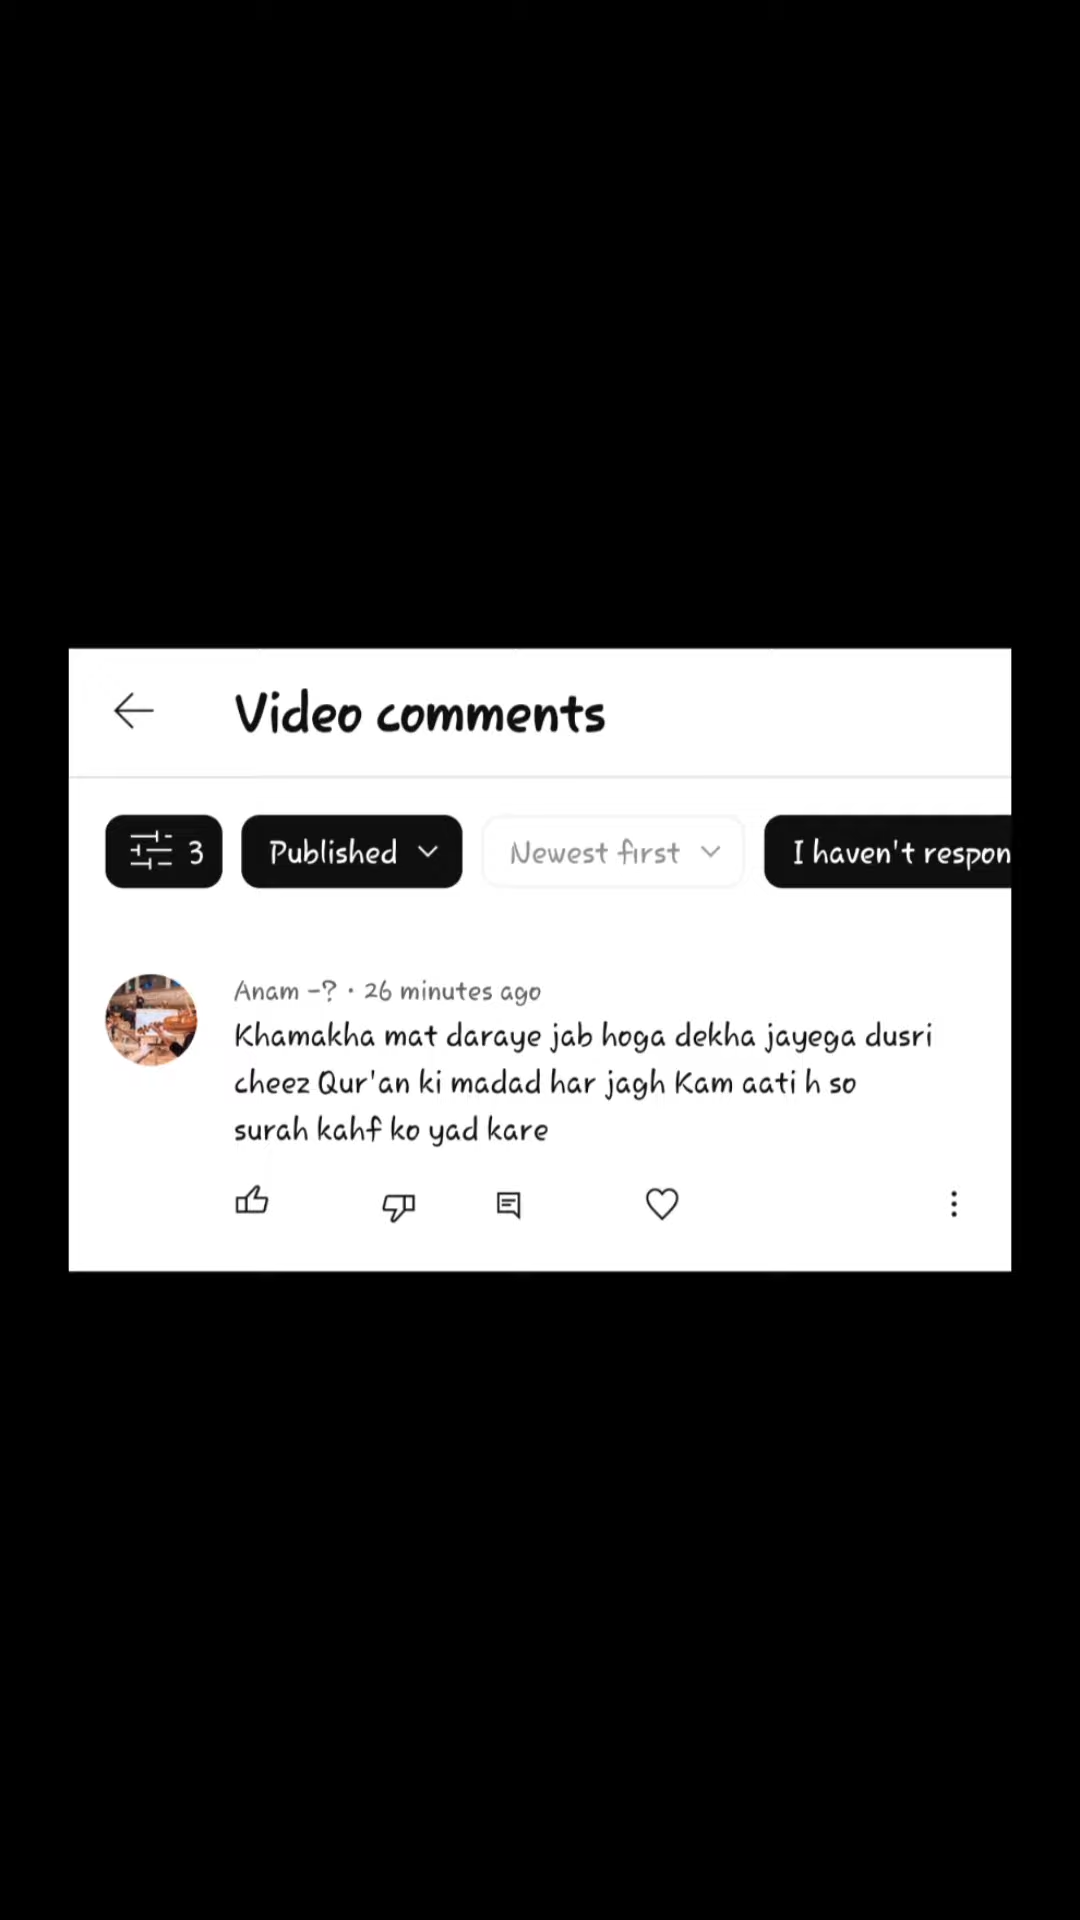 Video comments
3 Published Newest first I haven't respon
Anam -? • 26 minutes ago
Khamakha mat daraye jab hoga dekha jayega dusri
cheez Qur'an ki madad har jagh Kam aati h so
surah kahf ko yad kare